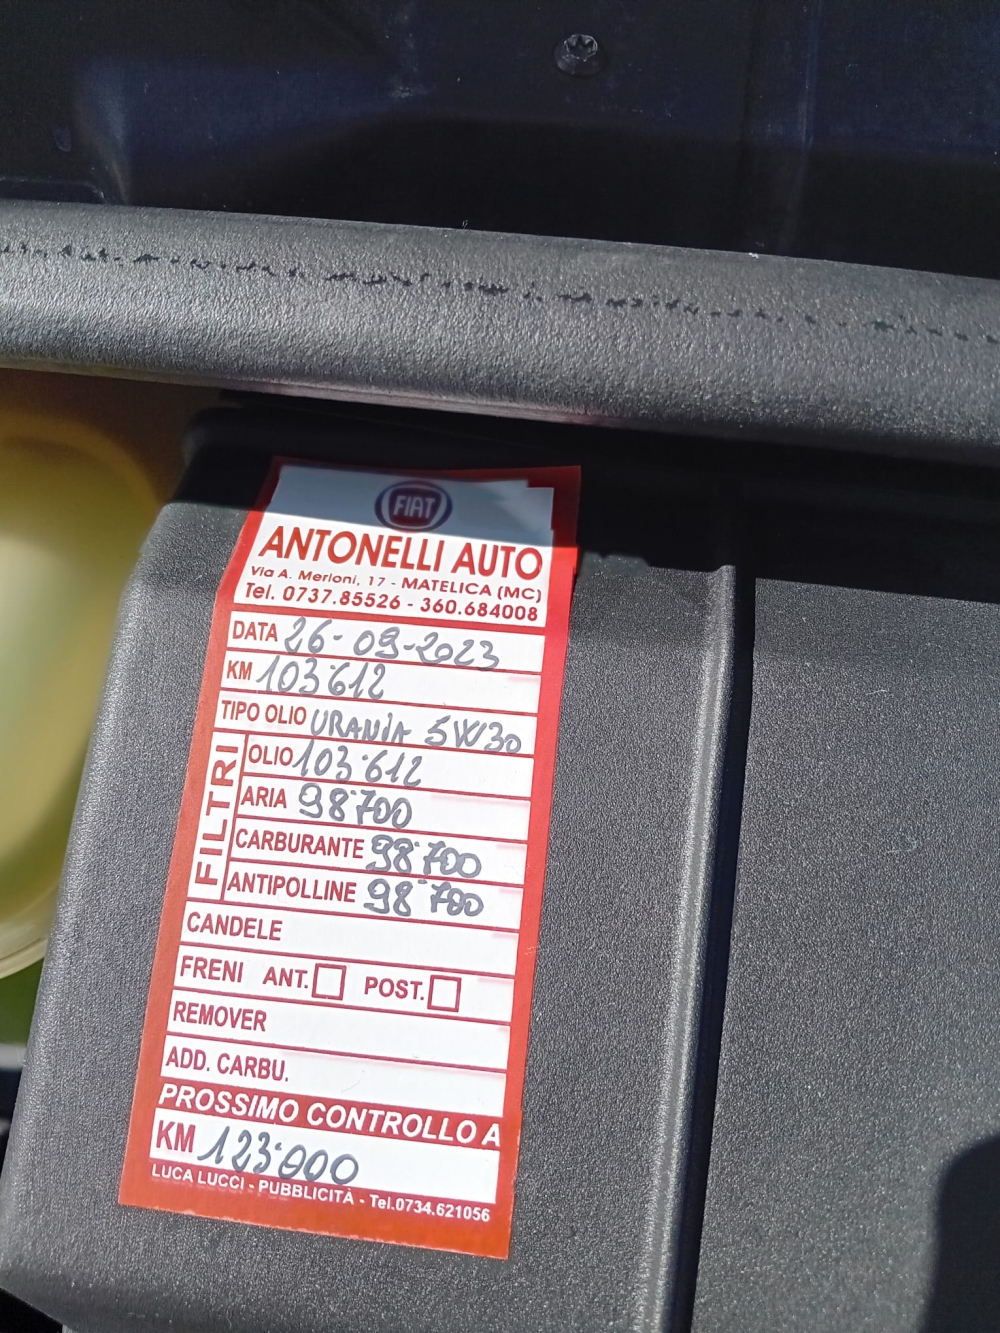 FIAT
ANTONELLI AUTO
Via A. Merloni, 17 - MATELICA (MC)
Tel. 0737.85526 - 360.684008
DATA 26-09-2023
KM 103'612
TIPO OLIO URANIA 5W30
FILTRI
OLIO 103'612
ARIA 98'700
CARBURANTE 98'700
ANTIPOLLINE 98'700
CANDELE
FRENI ANT. POST.
REMOVER
ADD. CARBU.
PROSSIMO CONTROLLO A
KM 123'000
LUCA LUCCI - PUBBLICITÀ - Tel.0734.621056